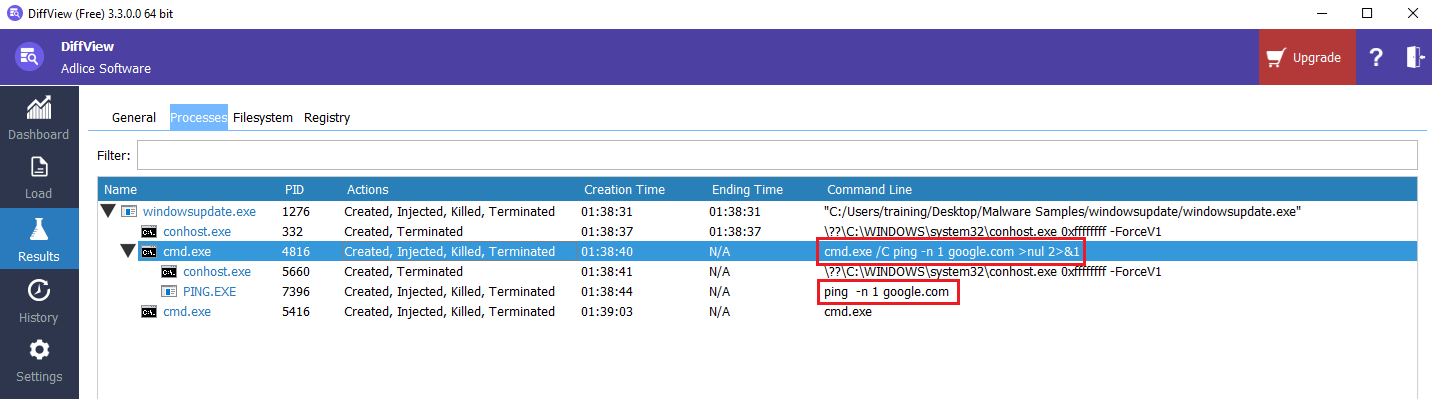 DiffView (Free) 3.3.0.0 64 bit
DiffView
Adlice Software
Upgrade
?
Dashboard
Load
Results
History
Settings
General Processes Filesystem Registry
Filter:
Name PID Actions Creation Time Ending Time Command Line
windowsupdate.exe 1276 Created, Injected, Killed, Terminated 01:38:31 01:38:31 "C:/Users/training/Desktop/Malware Samples/windowsupdate/windowsupdate.exe"
conhost.exe 332 Created, Terminated 01:38:37 01:38:37 \??\C:\WINDOWS\system32\conhost.exe 0xffffffff -ForceV1
cmd.exe 4816 Created, Injected, Killed, Terminated 01:38:40 N/A cmd.exe /C ping -n 1 google.com >nul 2>&1
conhost.exe 5660 Created, Terminated 01:38:41 N/A \??\C:\WINDOWS\system32\conhost.exe 0xffffffff -ForceV1
PING.EXE 7396 Created, Injected, Killed, Terminated 01:38:44 N/A ping -n 1 google.com
cmd.exe 5416 Created, Injected, Killed, Terminated 01:39:03 N/A cmd.exe